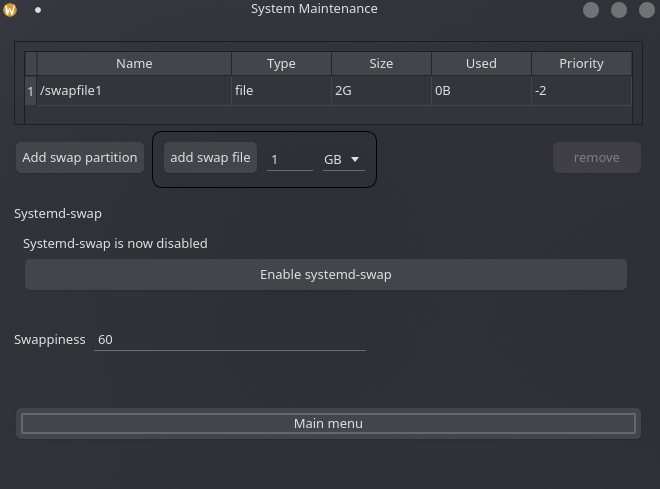 System Maintenance
Name Type Size Used Priority
1 /swapfile1 file 2G 0B -2
Add swap partition add swap file 1 GB remove
Systemd-swap
Systemd-swap is now disabled
Enable systemd-swap
Swappiness 60
Main menu